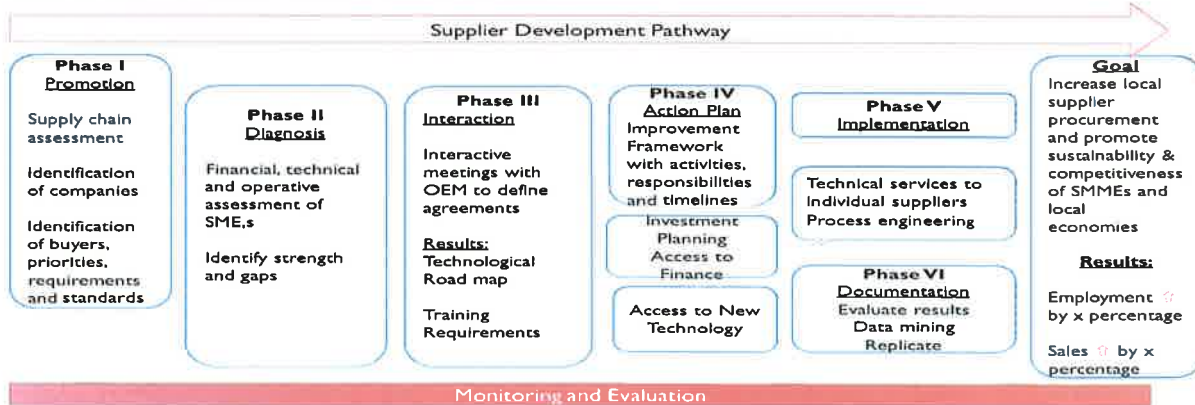 Supplier Development Pathway
Phase I
Promotion
Supply chain
assessment
Identification
of companies
Identification
of buyers,
priorities,
requirements
and standards
Phase II
Diagnosis
Financial, technical
and operative
assessment of
SME,s
Identify strength
and gaps
Phase III
Interaction
Interactive
meetings with
OEM to define
agreements
Results:
Technological
Road map
Training
Requirements
Phase IV
Action Plan
Improvement
Framework
with activities,
responsibilities
and timelines
Investment
Planning
Access to
Finance
Access to New
Technology
Phase V
Implementation
Technical services to
Individual suppliers
Process engineering
Phase VI
Documentation
Evaluate results
Data mining
Replicate
Goal
Increase local
supplier
procurement
and promote
sustainability &
competitiveness
of SMMEs and
local
economies
Results:
Employment ⇧
by x percentage
Sales ⇧ by x
percentage
Monitoring and Evaluation